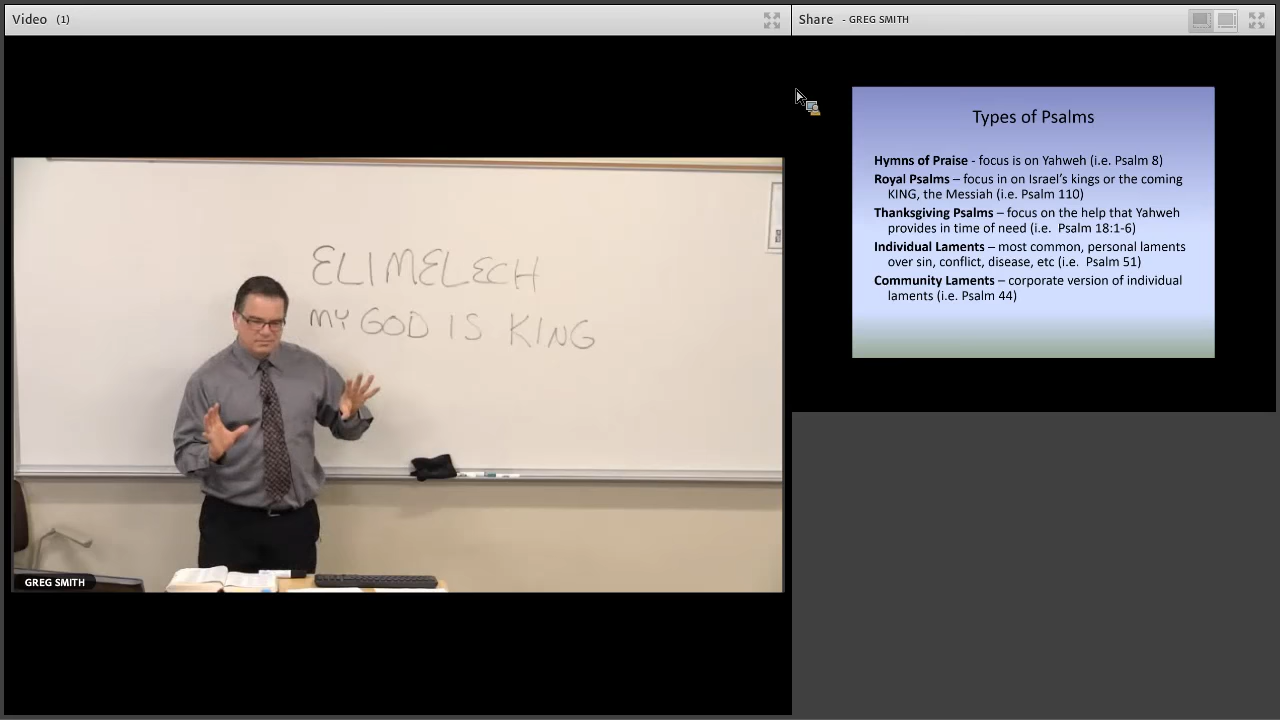 Video (1)
Share - GREG SMITH
ELIMELECH
MY GOD IS KING
GREG SMITH
Types of Psalms
Hymns of Praise - focus is on Yahweh (i.e. Psalm 8)
Royal Psalms – focus in on Israel's kings or the coming
KING, the Messiah (i.e. Psalm 110)
Thanksgiving Psalms – focus on the help that Yahweh
provides in time of need (i.e. Psalm 18:1-6)
Individual Laments – most common, personal laments
over sin, conflict, disease, etc (i.e. Psalm 51)
Community Laments – corporate version of individual
laments (i.e. Psalm 44)